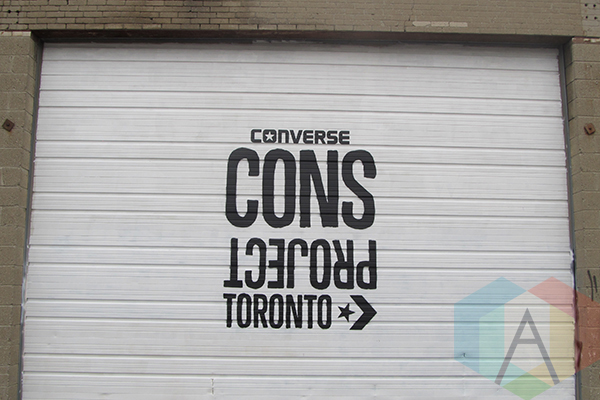 CONVERSE
CONS
PROJECT
TORONTO
A